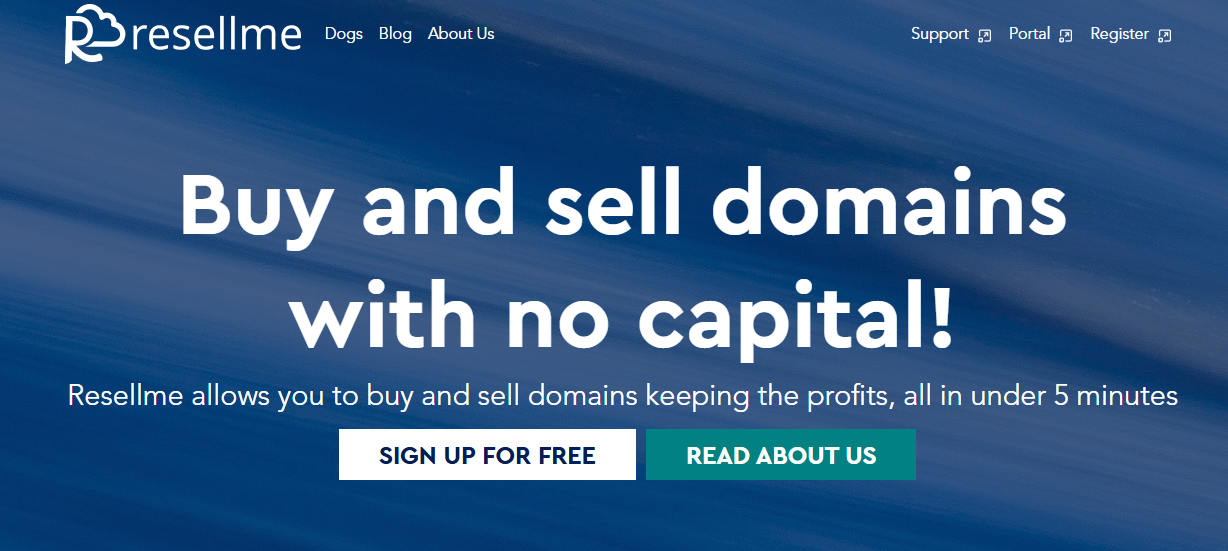 resellme Dogs Blog About Us Support Portal Register
Buy and sell domains
with no capital!
Resellme allows you to buy and sell domains keeping the profits, all in under 5 minutes
SIGN UP FOR FREE READ ABOUT US